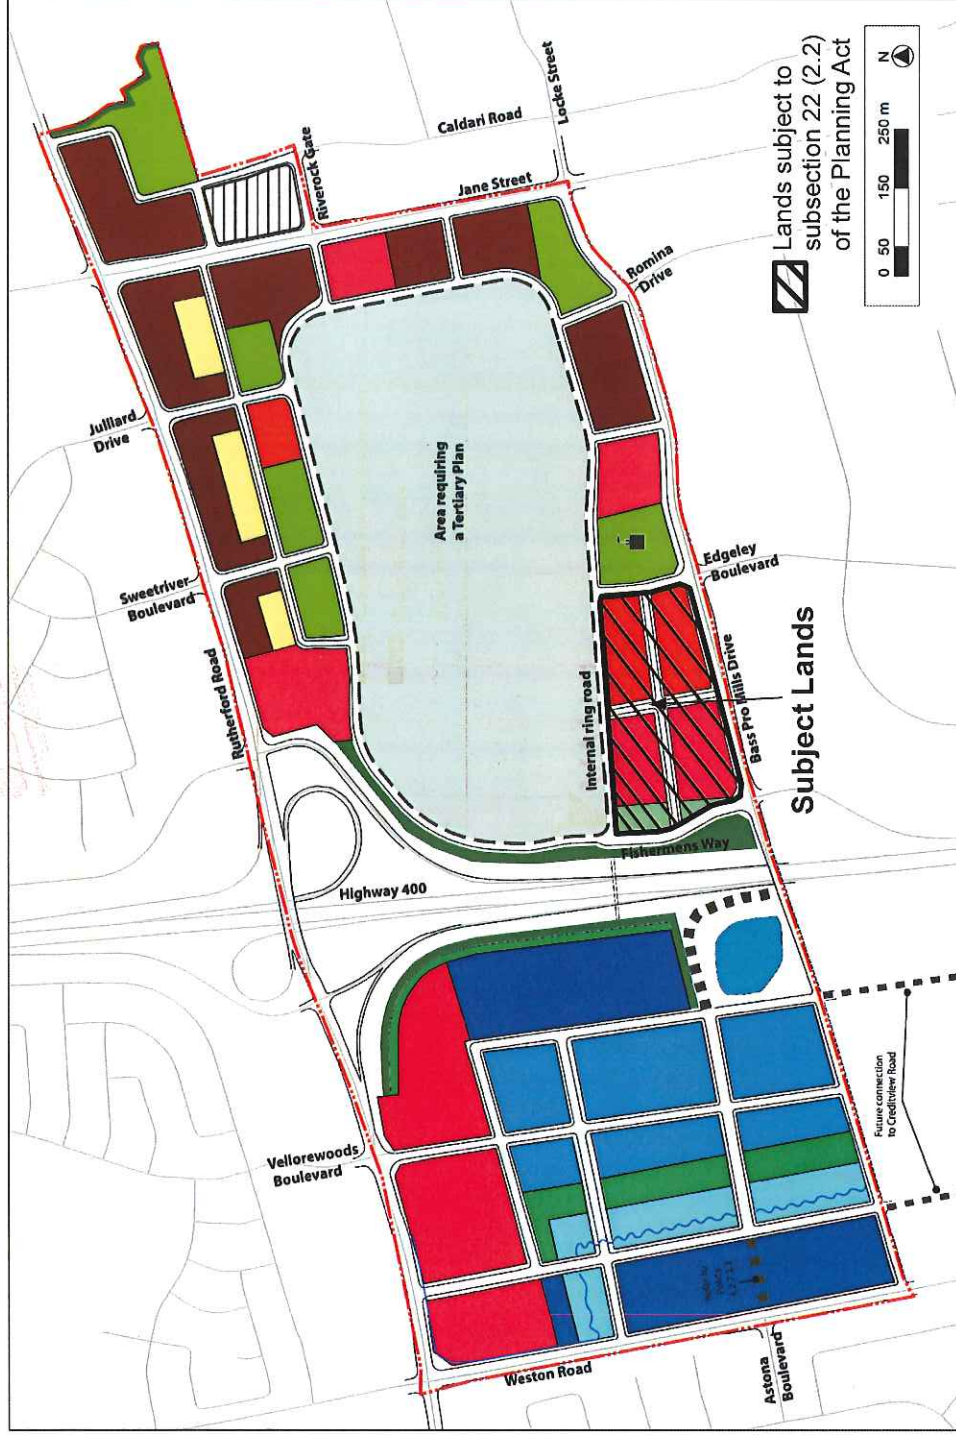 Julliard
Drive
Sweetriver
Boulevard
Rutherford Road
Highway 400
Vellorewoods
Boulevard
Weston Road
Astona
Boulevard
Future connection
to Creditview Road
Fishermens Way
Internal ring road
Bass Pro Mills Drive
Subject Lands
Edgeley
Boulevard
Area requiring
a Tertiary Plan
Romina
Drive
Jane Street
Riverock Gate
Caldari Road
Locke Street
Lands subject to
subsection 22 (2.2)
of the Planning Act
0 50 150 250 m
N